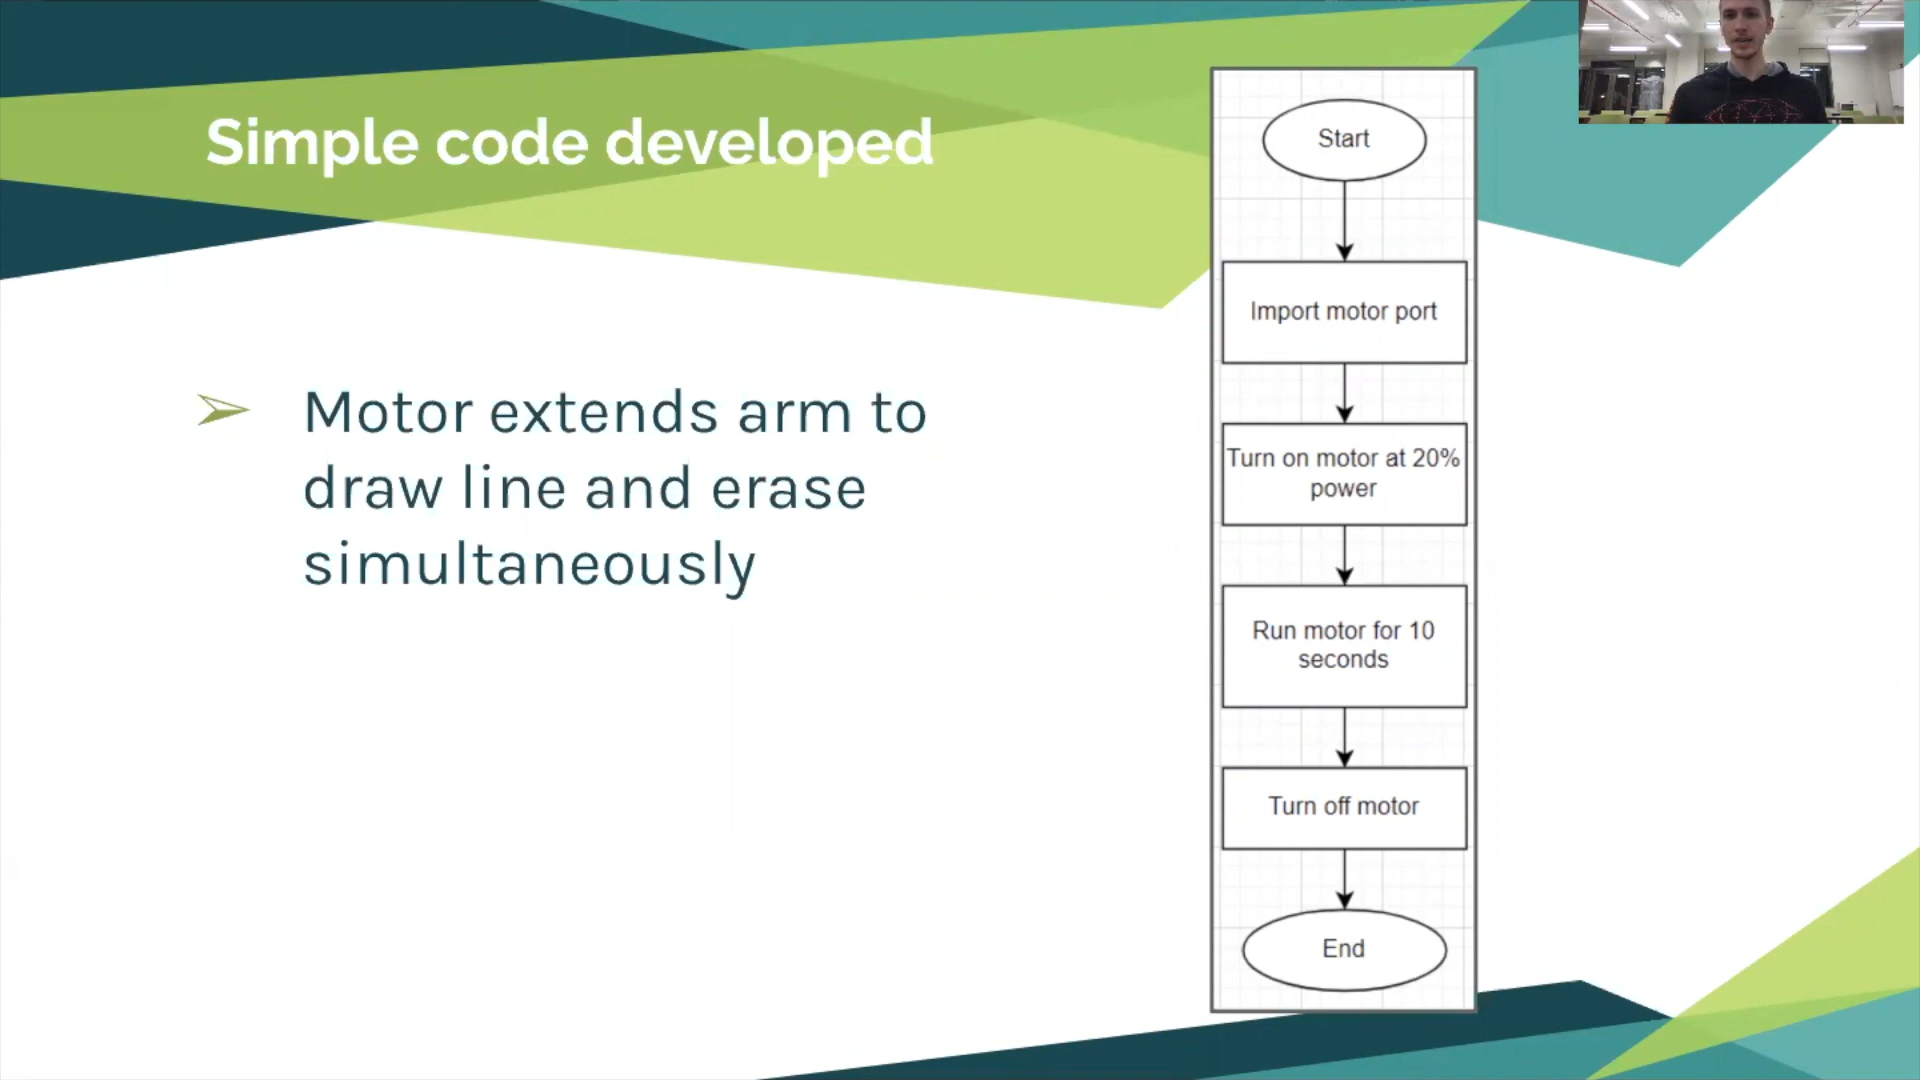 Simple code developed
Motor extends arm to
draw line and erase
simultaneously
Start
Import motor port
Turn on motor at 20%
power
Run motor for 10
seconds
Turn off motor
End